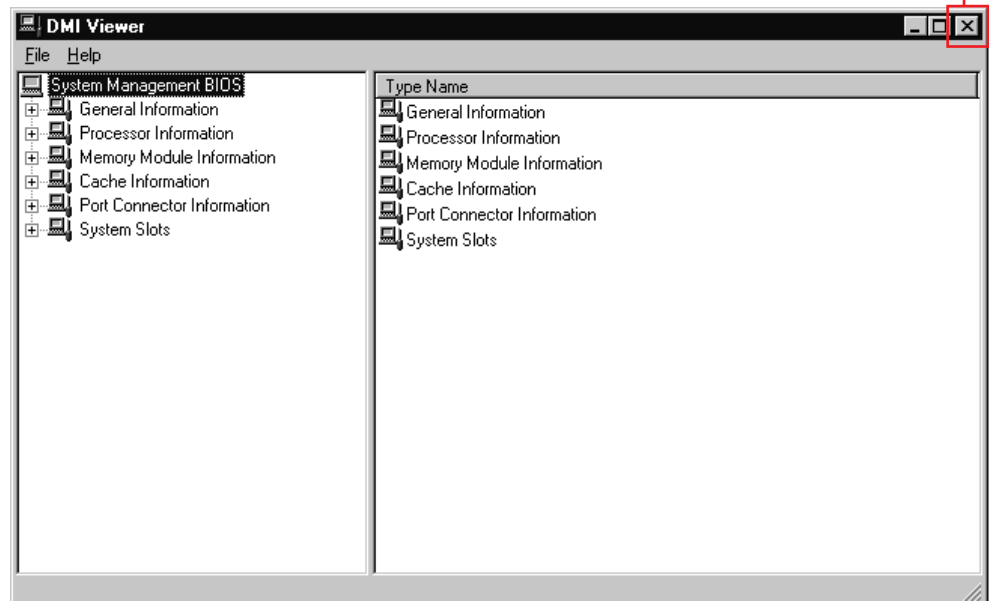 DMI Viewer
File Help
System Management BIOS
General Information
Processor Information
Memory Module Information
Cache Information
Port Connector Information
System Slots
Type Name
General Information
Processor Information
Memory Module Information
Cache Information
Port Connector Information
System Slots